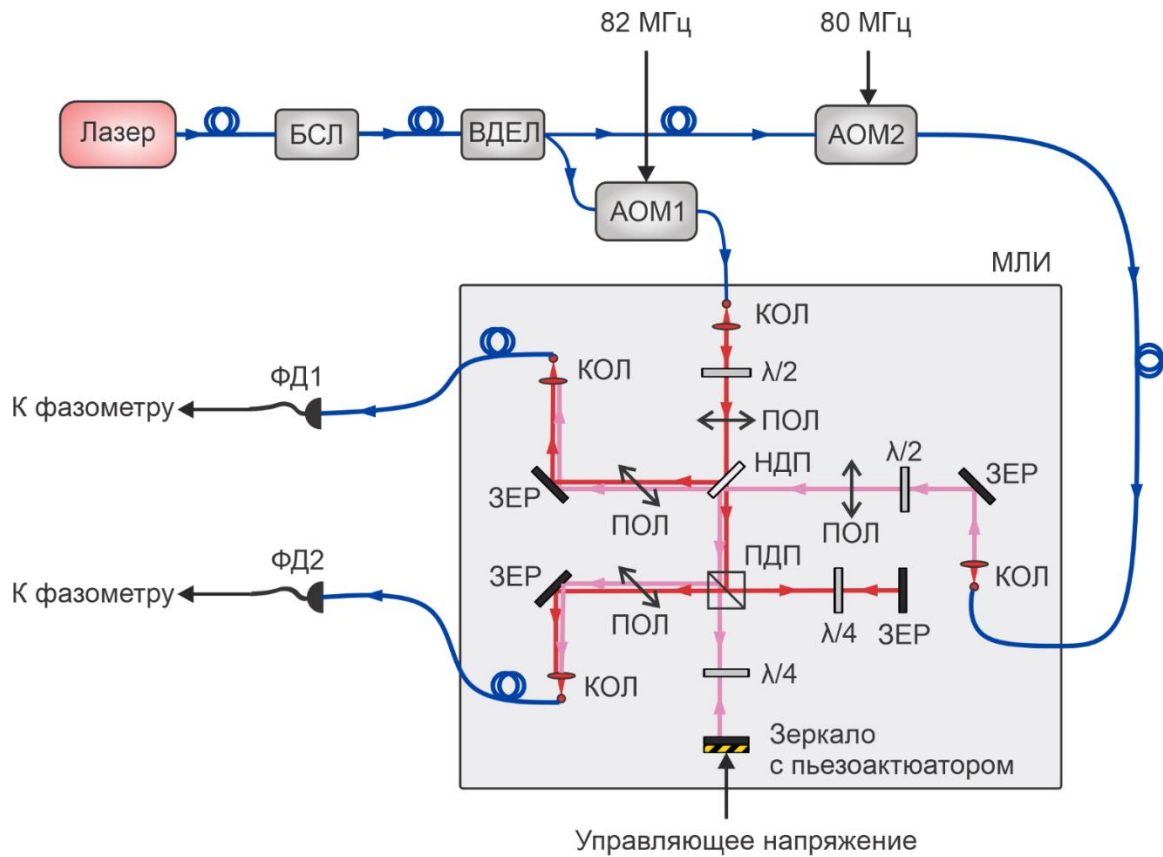 82 МГц
80 МГц
Лазер
БСЛ
ВДЕЛ
АОМ2
АОМ1
МЛИ
КОЛ
КОЛ
λ/2
ФД1
К фазометру
ПОЛ
НДП
λ/2
ЗЕР
ЗЕР
ПОЛ
ПОЛ
ФД2
ЗЕР
ПДП
КОЛ
К фазометру
ПОЛ
λ/4
ЗЕР
КОЛ
λ/4
Зеркало
с пьезоактюатором
Управляющее напряжение